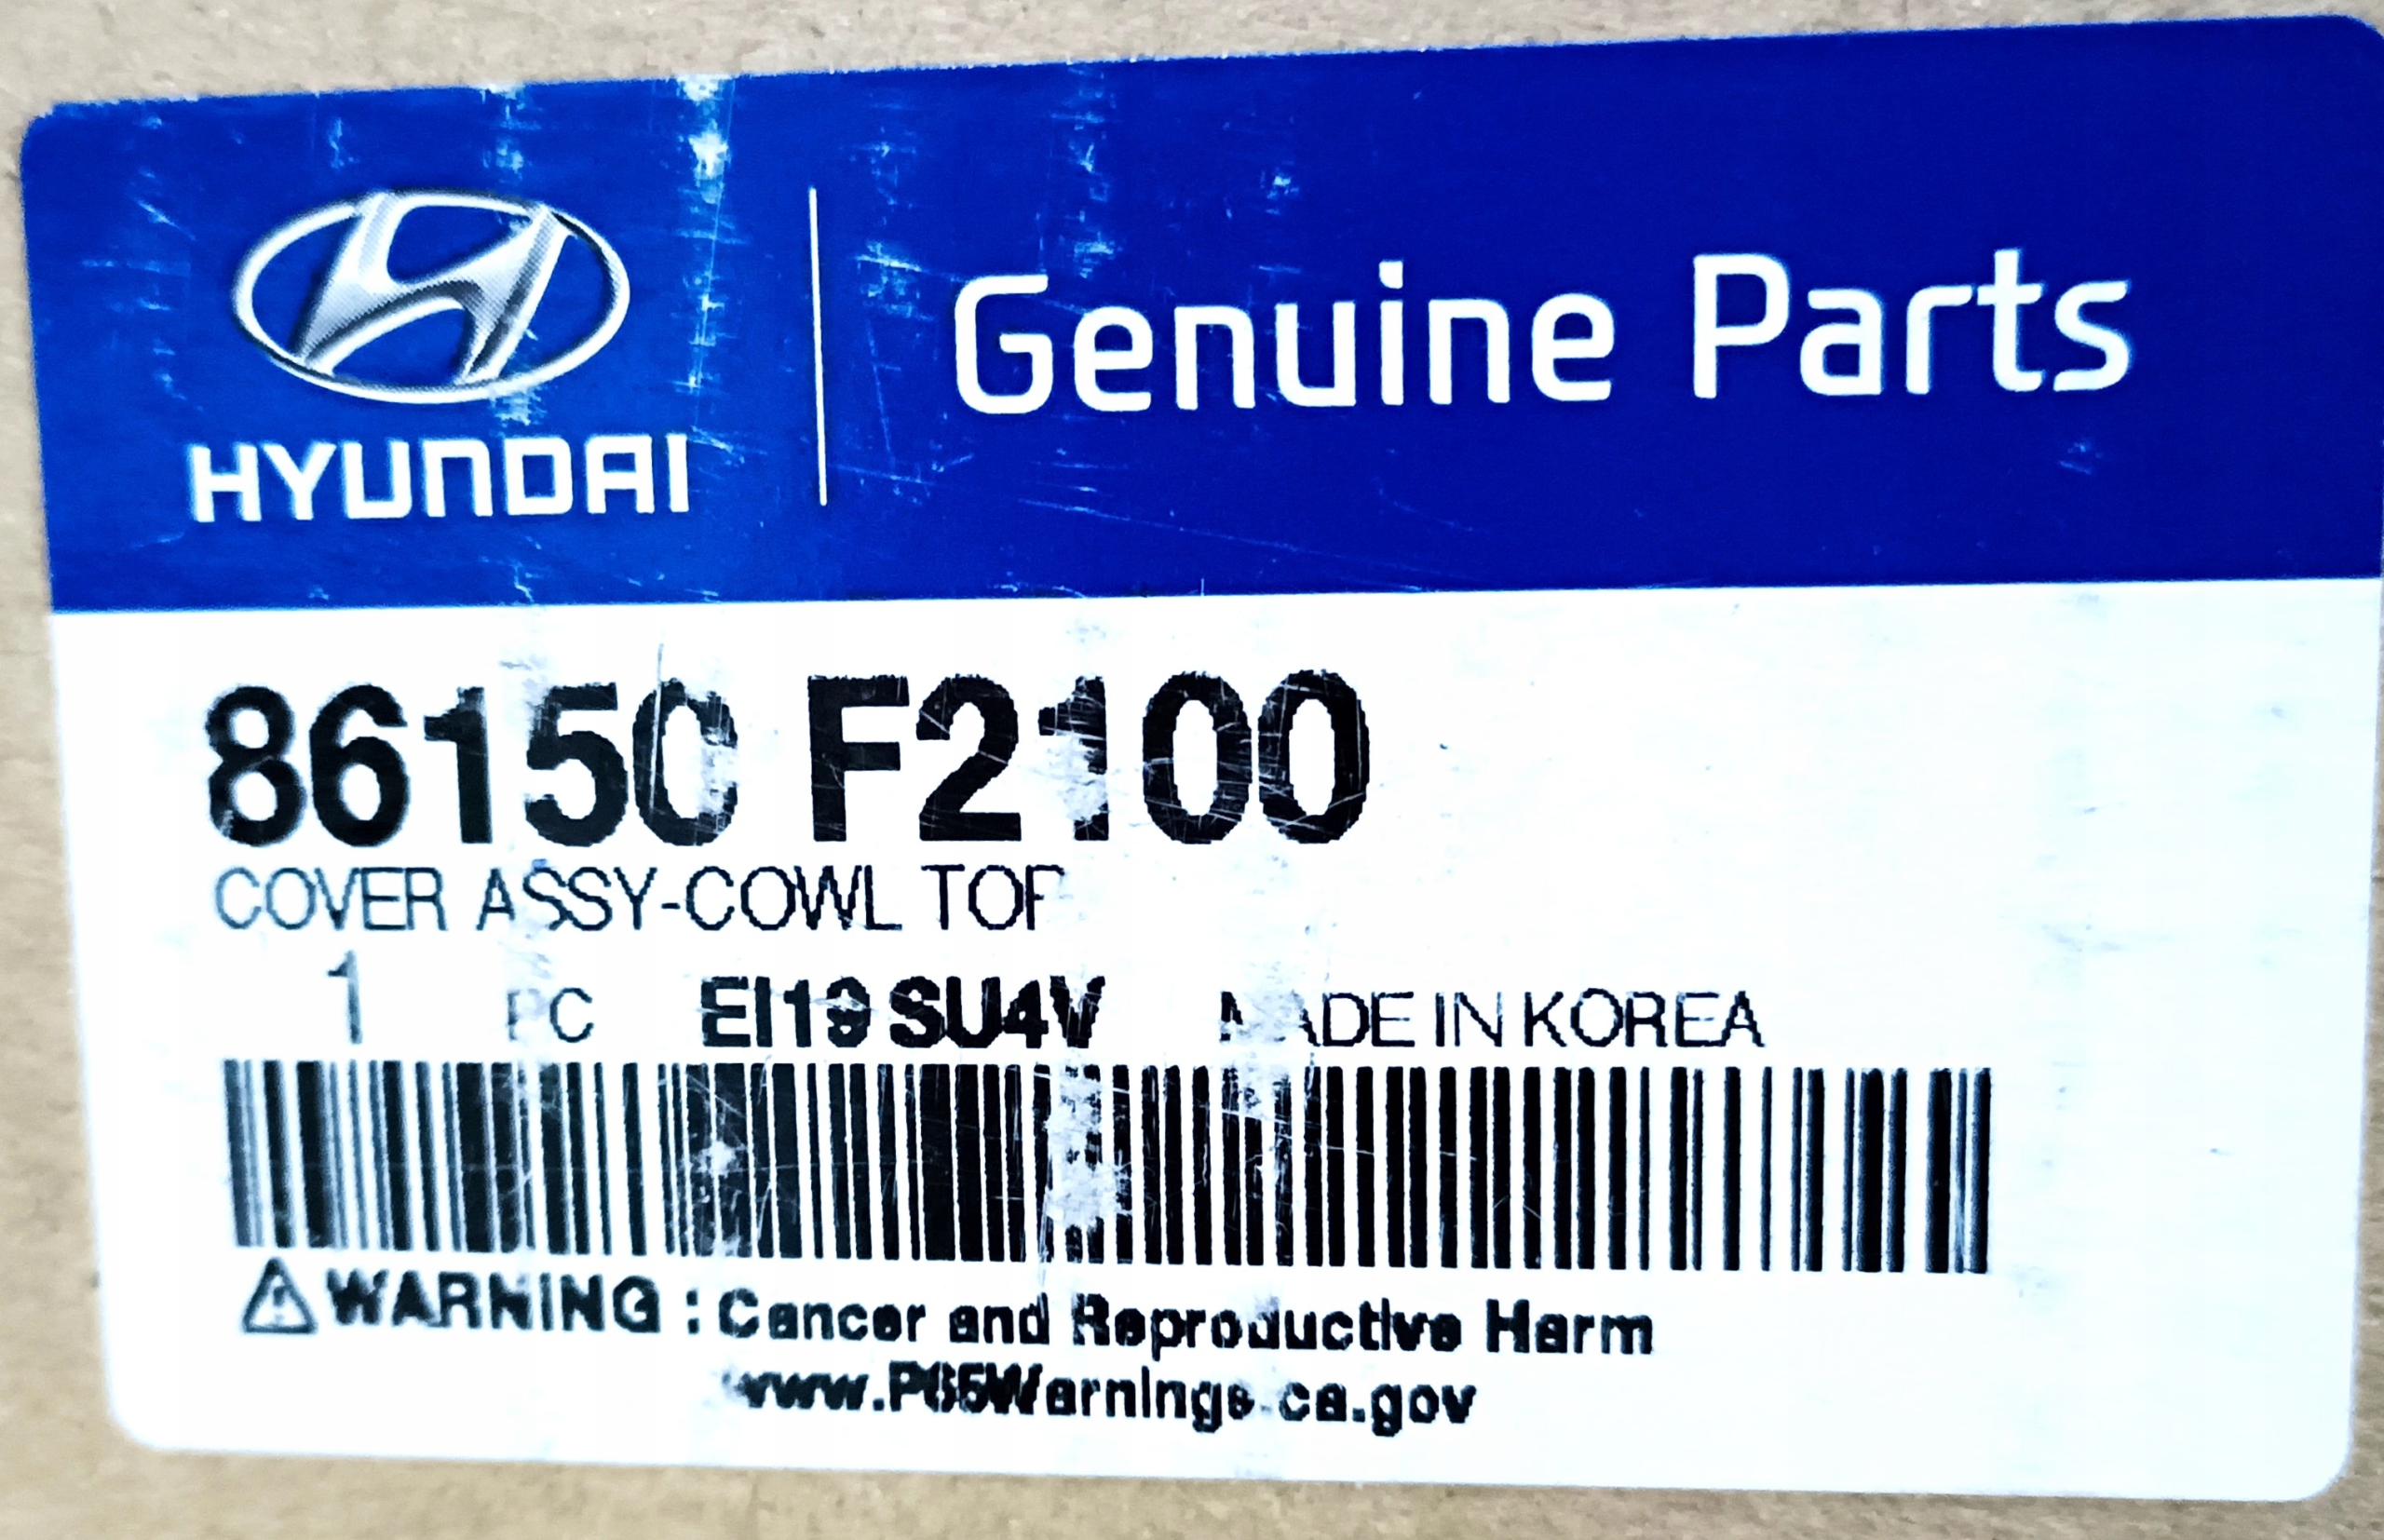 HYUNDAI
Genuine Parts
86150 F2100
COVER ASSY-COWL TOP
1 PC EI19 SU4V MADE IN KOREA
WARNING : Cancer and Reproductive Harm
www.P65Warnings.ca.gov